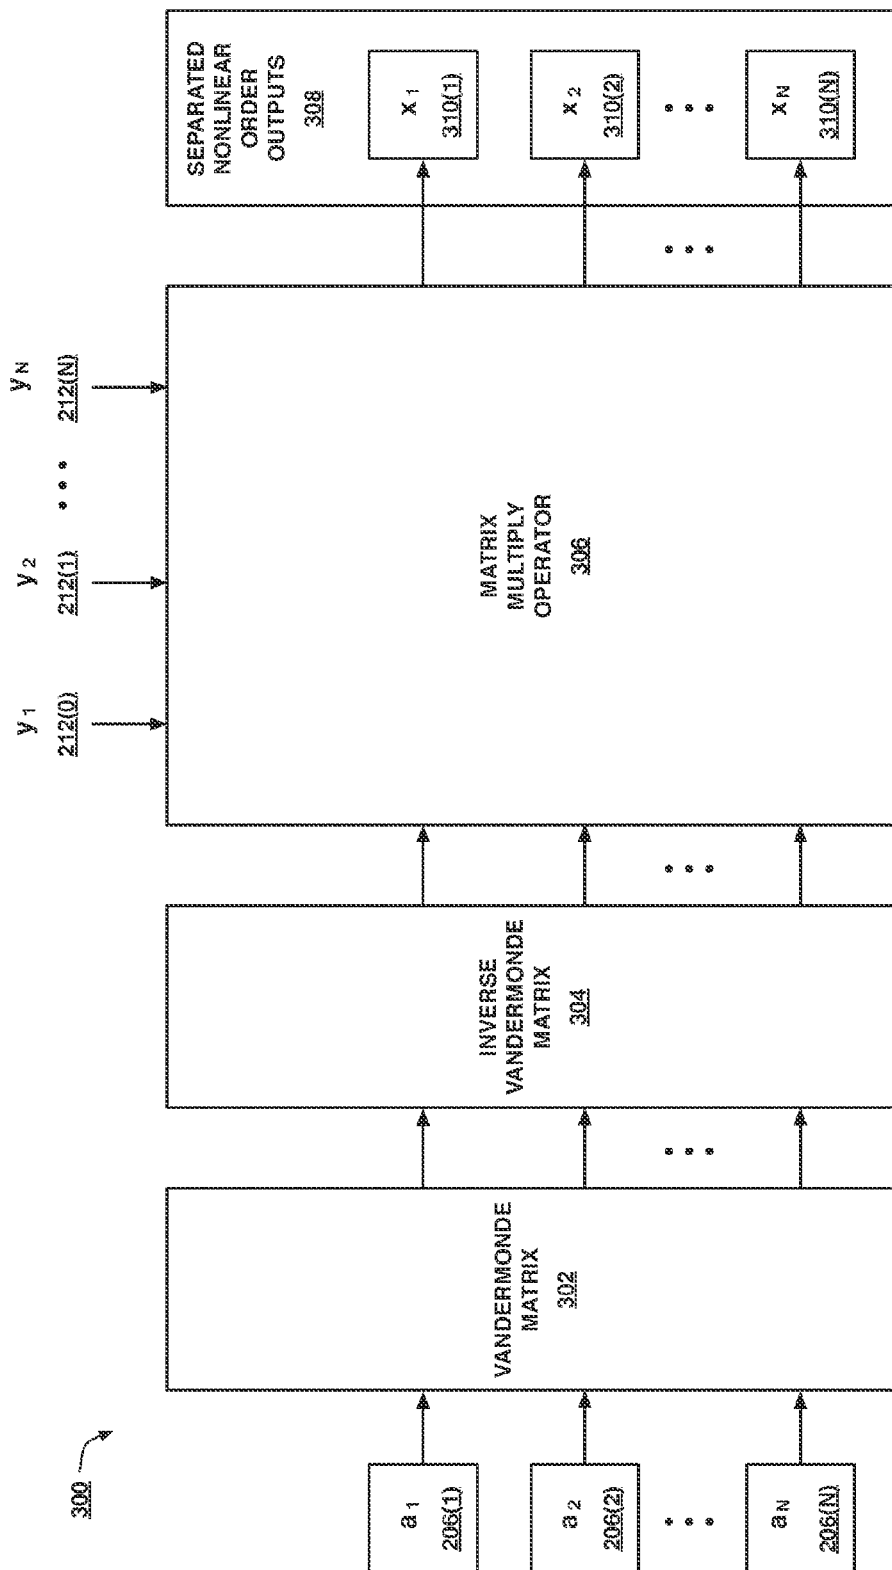 300
a1
206(1)
a2
206(2)
aN
206(N)
VANDERMONDE
MATRIX
302
INVERSE
VANDERMONDE
MATRIX
304
y1
212(0)
y2
212(1)
yN
212(N)
MATRIX
MULTIPLY
OPERATOR
306
SEPARATED
NONLINEAR
ORDER
OUTPUTS
308
x1
310(1)
x2
310(2)
xN
310(N)